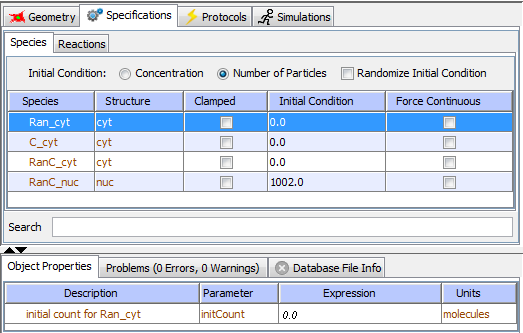 Geometry Specifications Protocols Simulations
Species Reactions
Initial Condition: Concentration Number of Particles Randomize Initial Condition
Species Structure Clamped Initial Condition Force Continuous
Ran_cyt cyt 0.0
C_cyt cyt 0.0
RanC_cyt cyt 0.0
RanC_nuc nuc 1002.0
Search
Object Properties Problems (0 Errors, 0 Warnings) Database File Info
Description Parameter Expression Units
initial count for Ran_cyt initCount 0.0 molecules